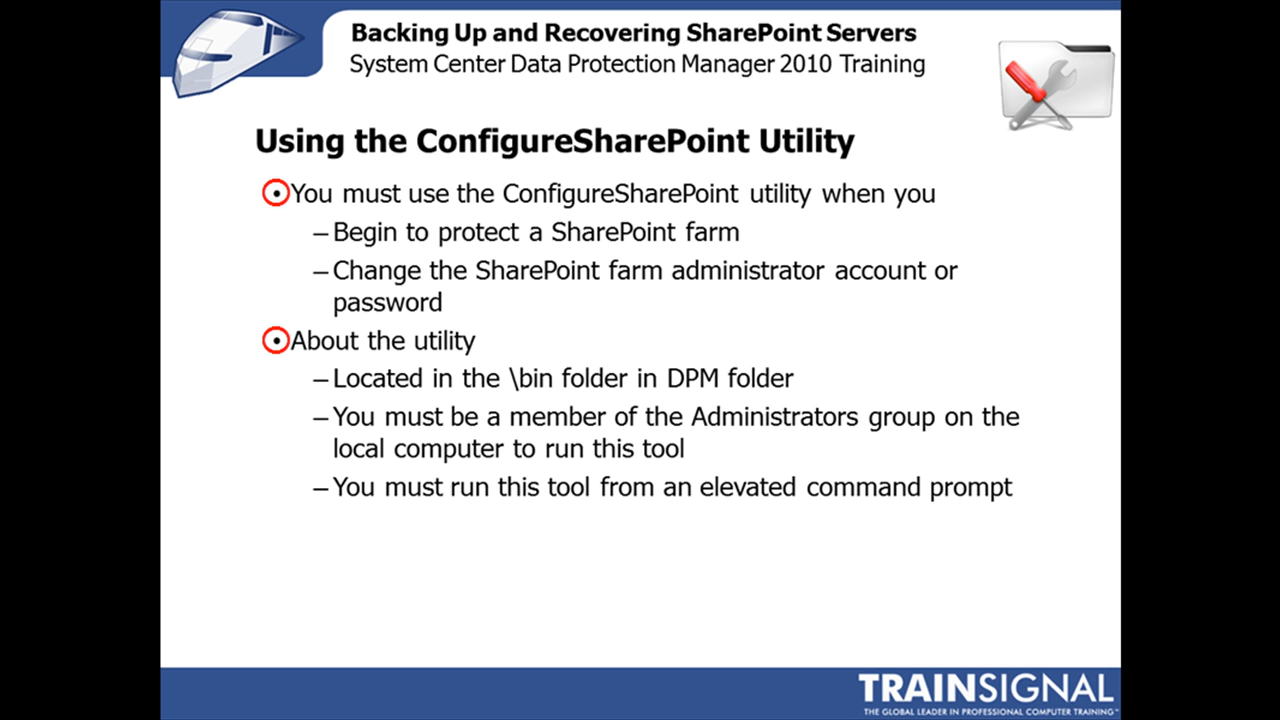 Backing Up and Recovering SharePoint Servers
System Center Data Protection Manager 2010 Training
Using the ConfigureSharePoint Utility
• You must use the ConfigureSharePoint utility when you
– Begin to protect a SharePoint farm
– Change the SharePoint farm administrator account or
password
• About the utility
– Located in the \bin folder in DPM folder
– You must be a member of the Administrators group on the
local computer to run this tool
– You must run this tool from an elevated command prompt
TRAINSIGNAL
THE GLOBAL LEADER IN PROFESSIONAL COMPUTER TRAINING™